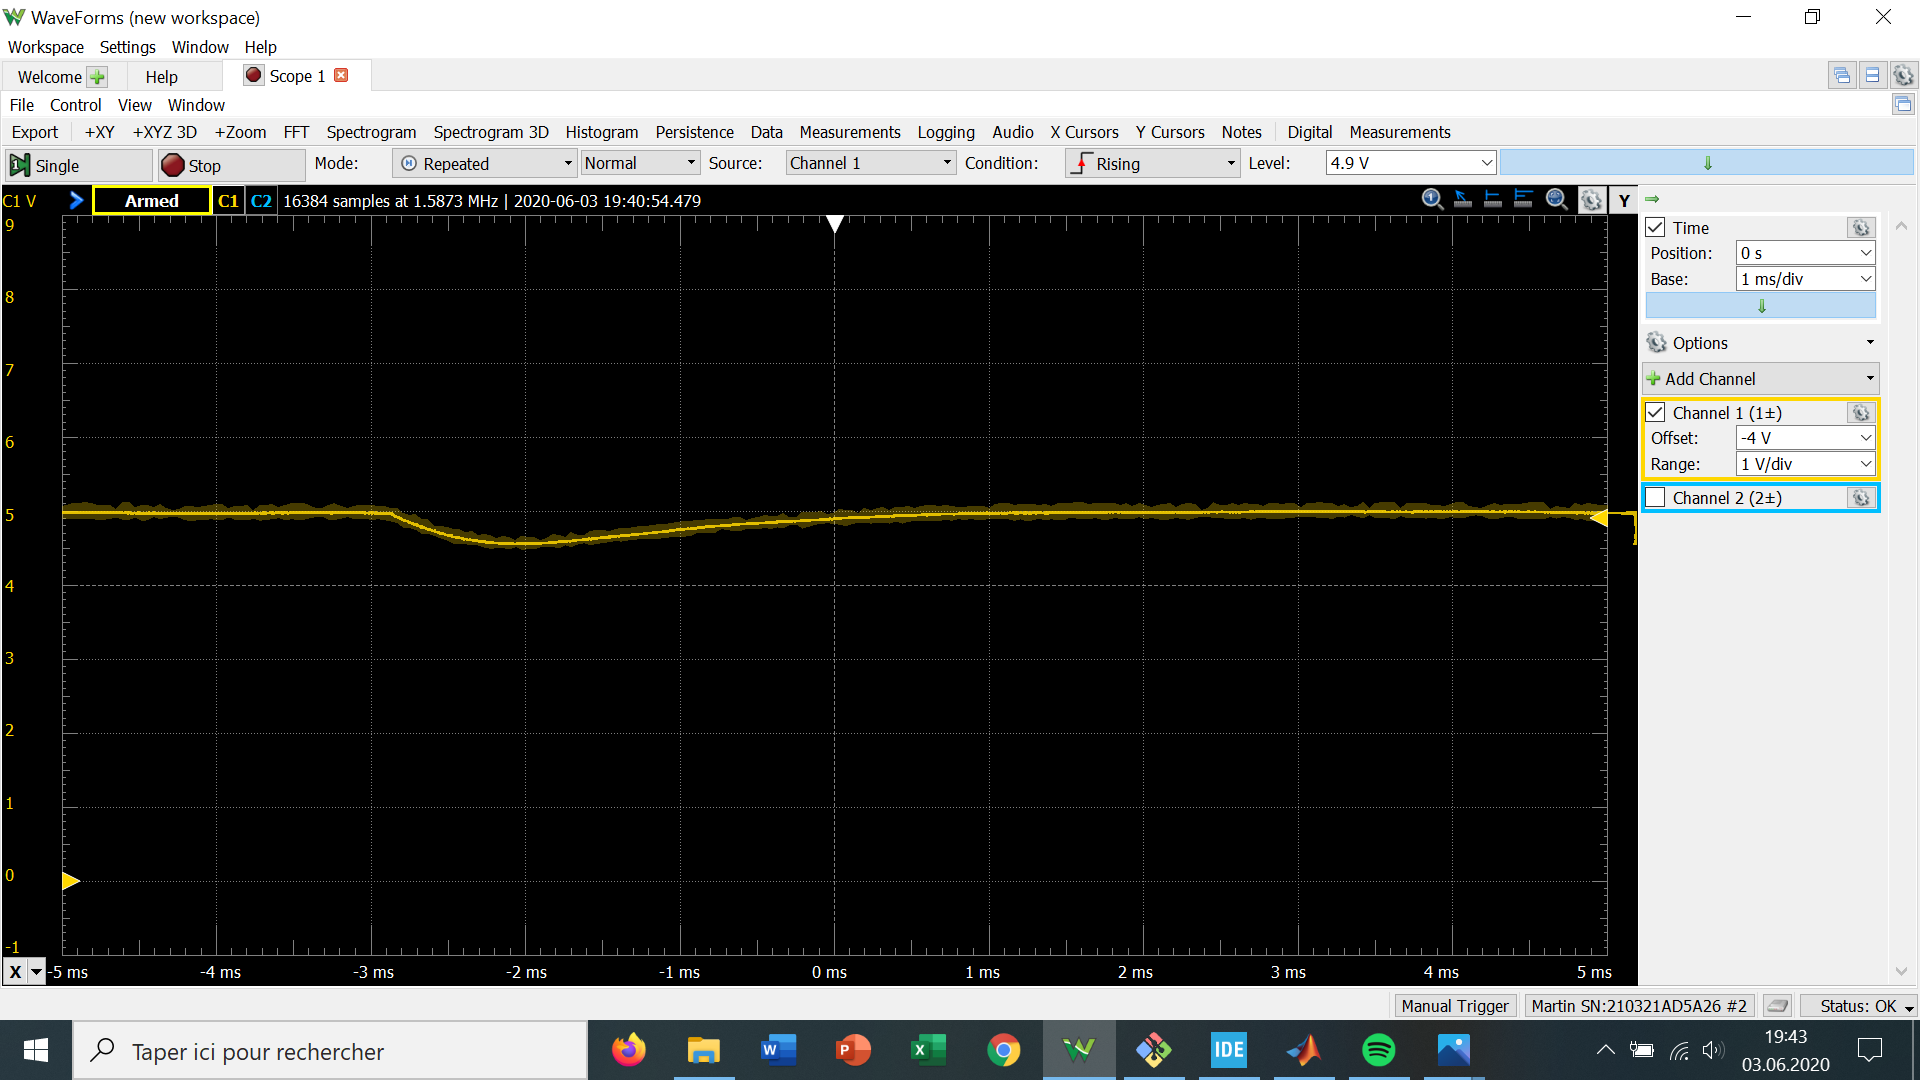 WaveForms (new workspace)
Workspace Settings Window Help
Welcome Help Scope 1
File Control View Window
Export +XY +XYZ 3D +Zoom FFT Spectrogram Spectrogram 3D Histogram Persistence Data Measurements Logging Audio X Cursors Y Cursors Notes Digital Measurements
Single Stop Mode: Repeated Normal Source: Channel 1 Condition: Rising Level: 4.9 V
C1 V Armed C1 C2 16384 samples at 1.5873 MHz | 2020-06-03 19:40:54.479 Y
9
8
7
6
5
4
3
2
1
0
-1
X -5 ms -4 ms -3 ms -2 ms -1 ms 0 ms 1 ms 2 ms 3 ms 4 ms 5 ms
Time
Position: 0 s
Base: 1 ms/div
Options
Add Channel
Channel 1 (1±)
Offset: -4 V
Range: 1 V/div
Channel 2 (2±)
Manual Trigger Martin SN:210321AD5A26 #2 Status: OK
Taper ici pour rechercher
W P X IDE
19:43
03.06.2020